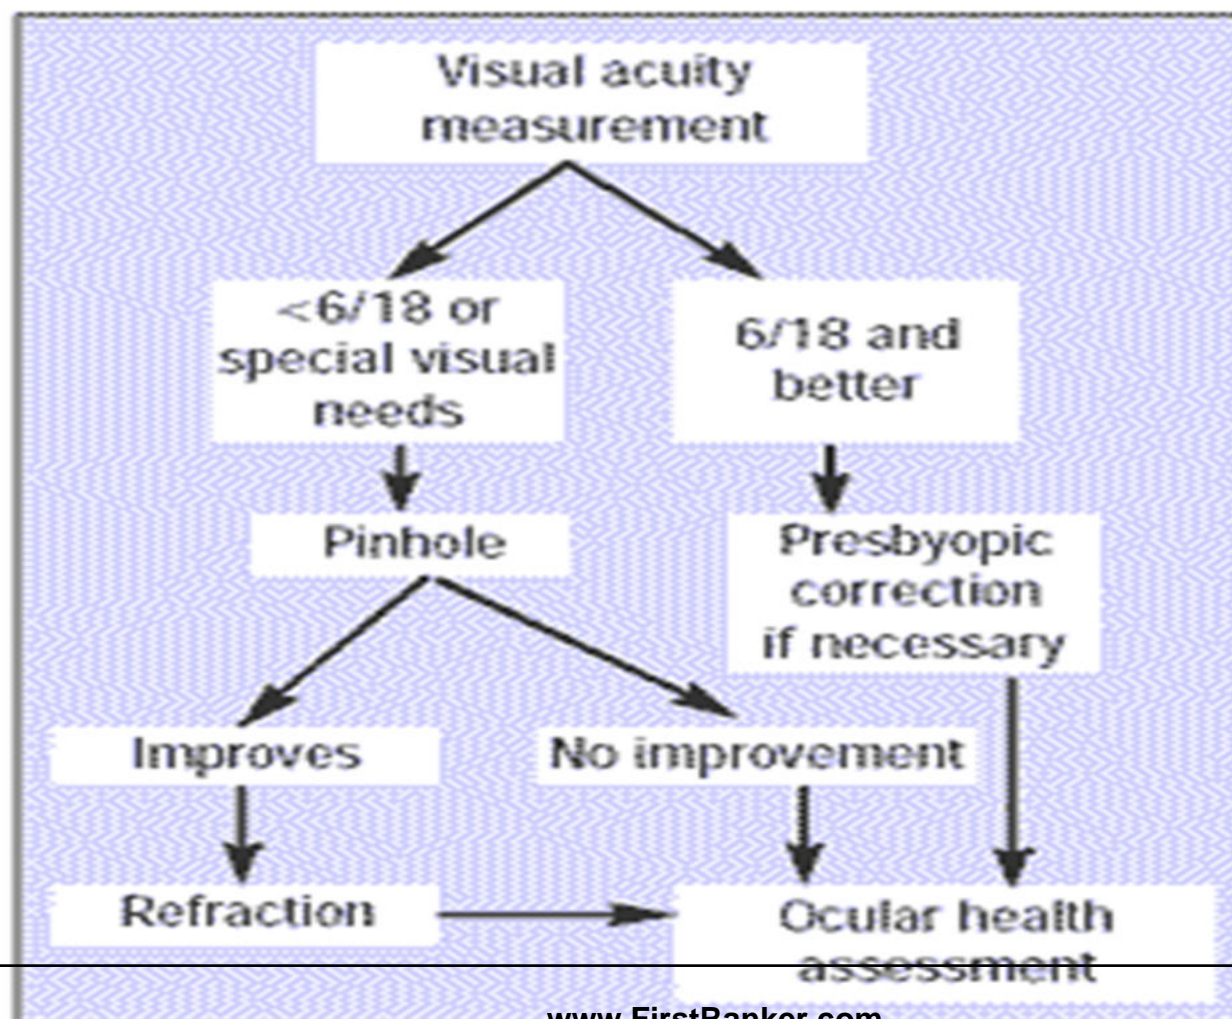 Visual acuity
measurement
<6/18 or
special visual
needs
6/18 and
better
Pinhole
Presbyopic
correction
if necessary
Improves
No improvement
Refraction
Ocular health
assessment
www.FirstRanker.com